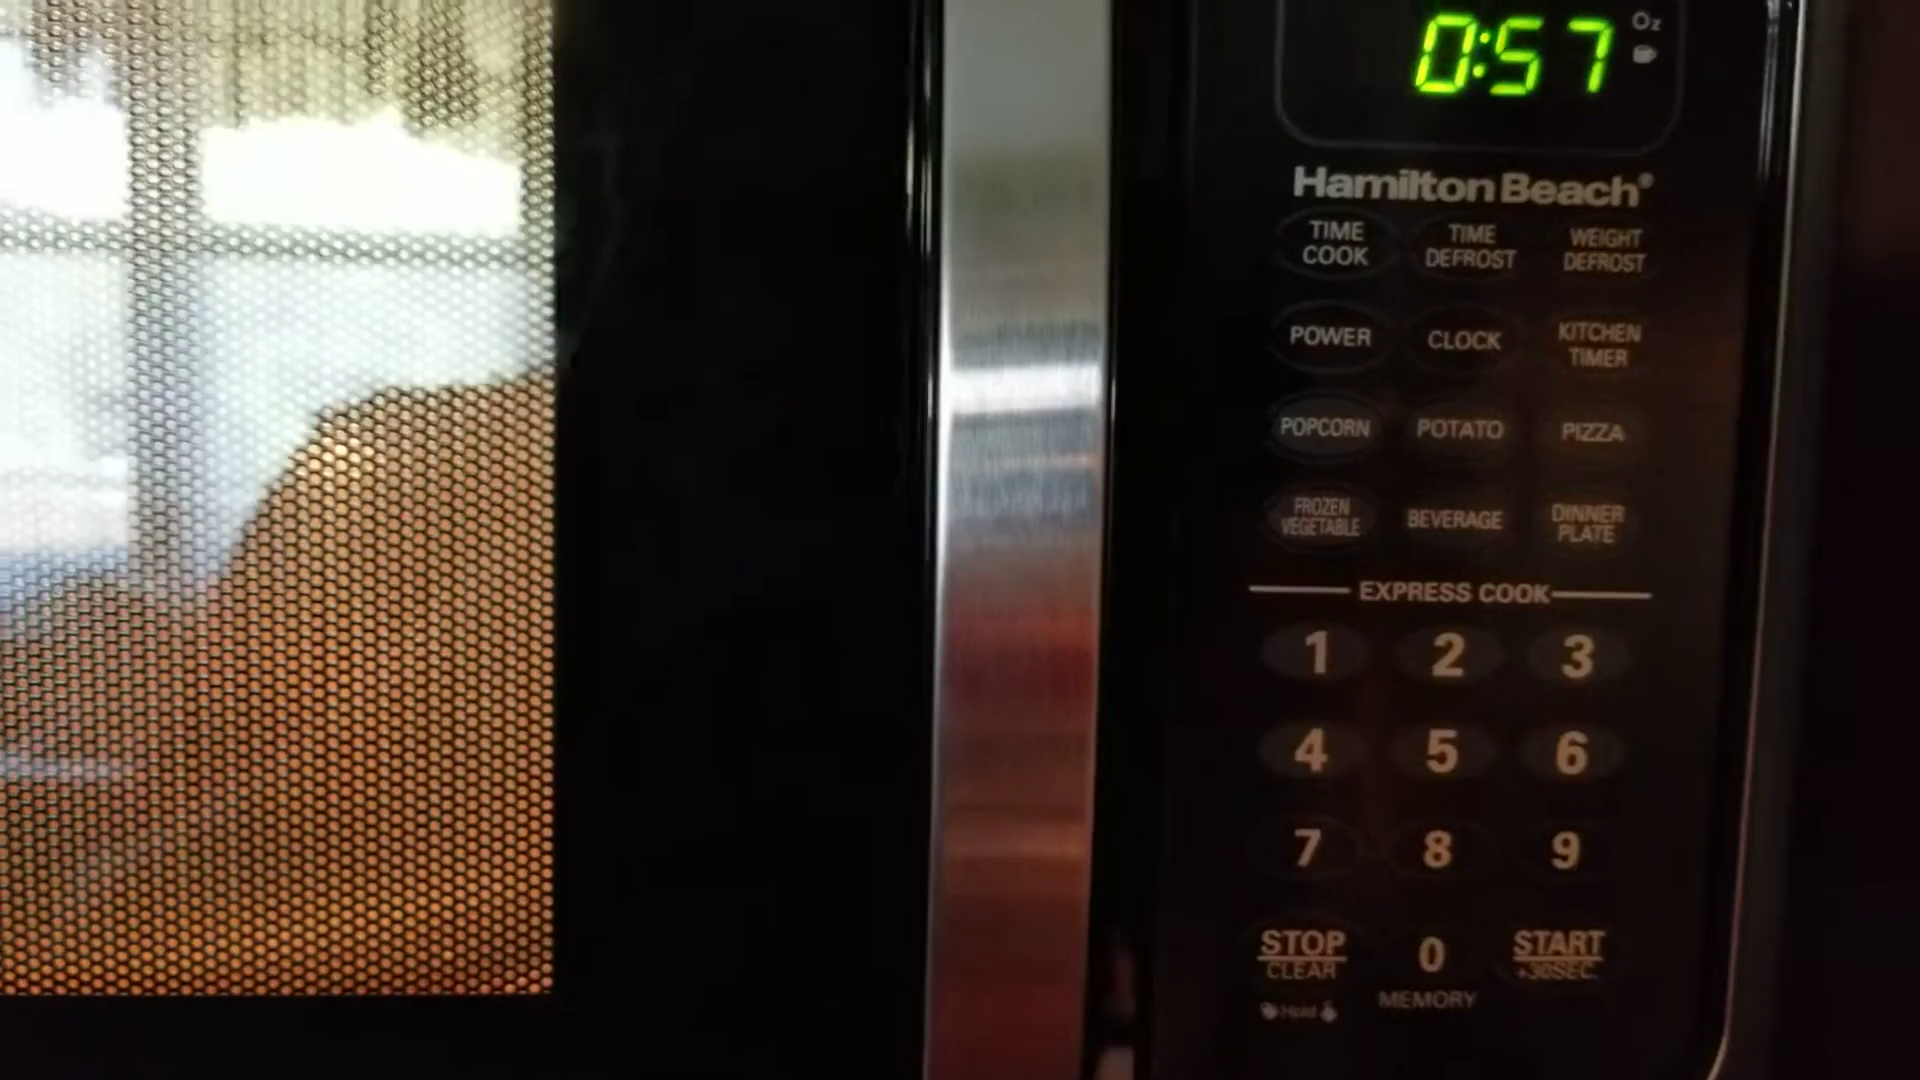 0:57
Oz
Hamilton Beach®
TIME COOK
TIME DEFROST
WEIGHT DEFROST
POWER
CLOCK
KITCHEN TIMER
POPCORN
POTATO
PIZZA
FROZEN VEGETABLE
BEVERAGE
DINNER PLATE
EXPRESS COOK
1 2 3
4 5 6
7 8 9
STOP
CLEAR
0
START
+30SEC.
Hold
MEMORY